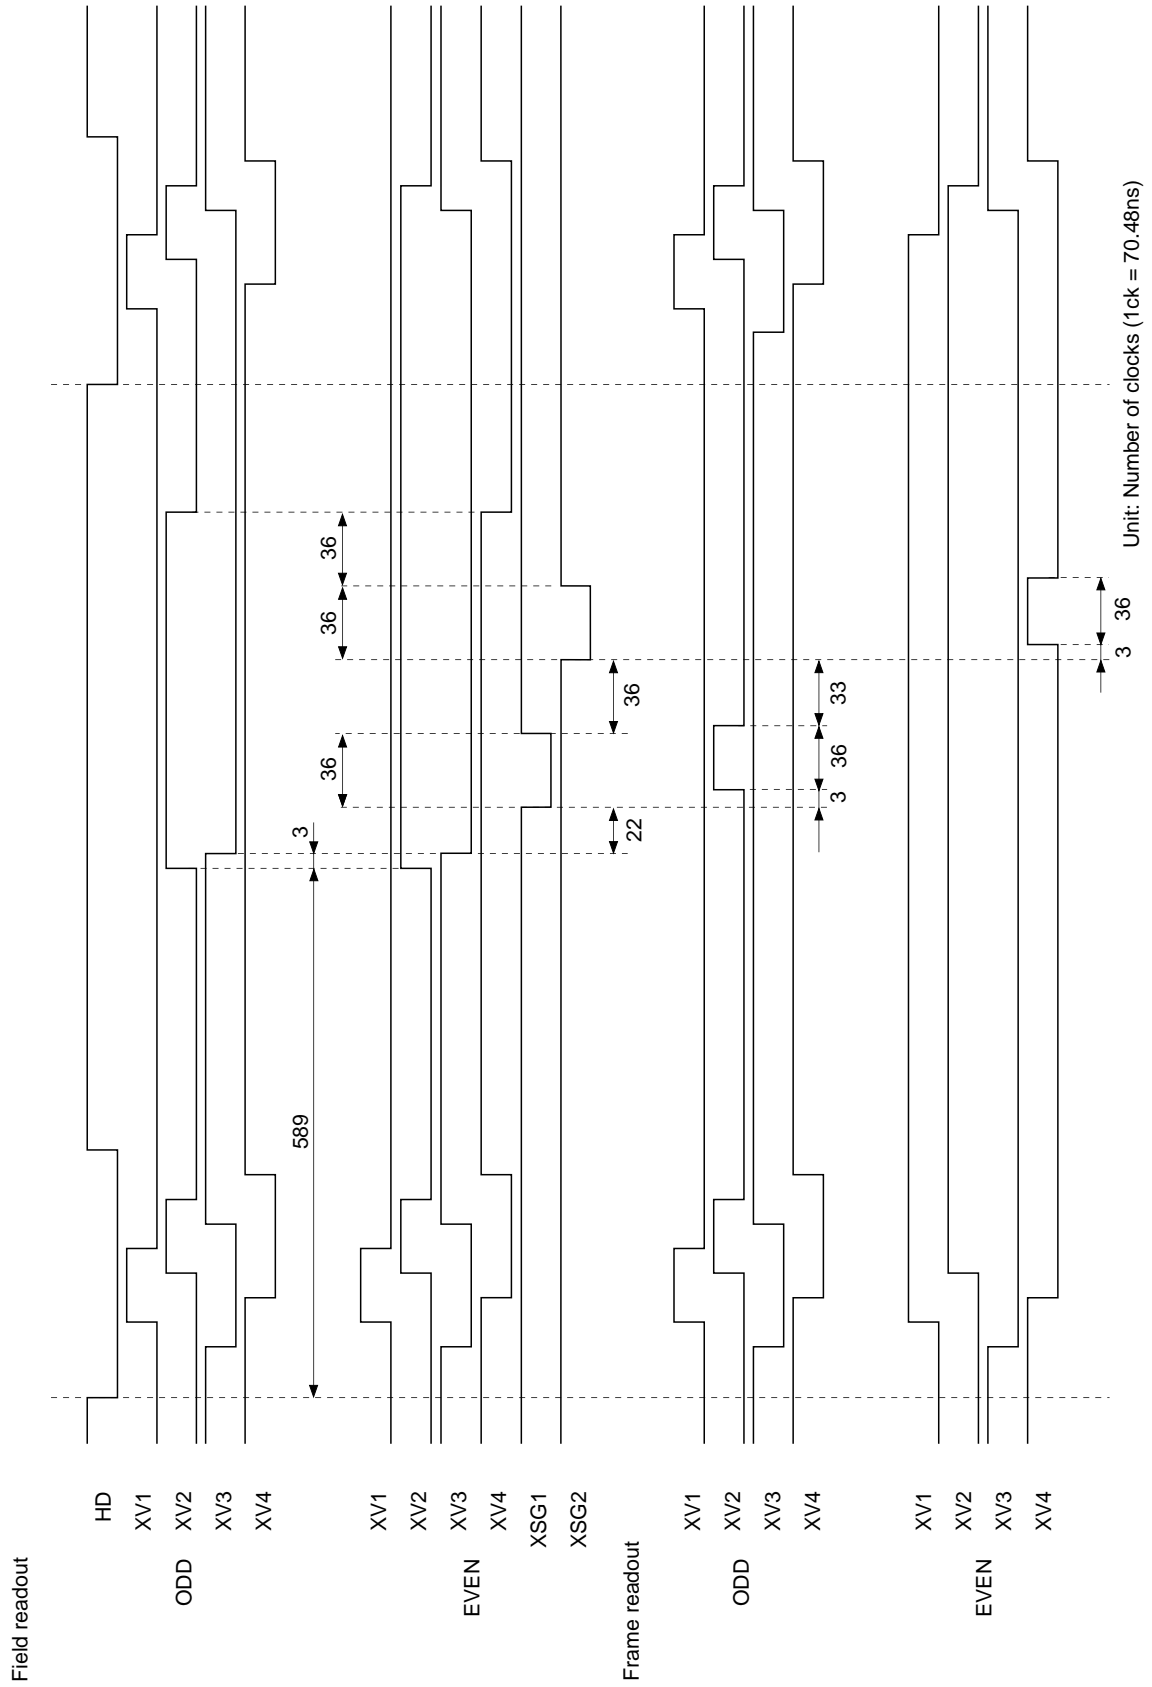 Field readout
HD
XV1
XV2
XV3
XV4
ODD
589
3
36
36
36
XV1
XV2
XV3
XV4
XSG1
XSG2
EVEN
22
36
Frame readout
XV1
XV2
XV3
XV4
ODD
3
36
33
XV1
XV2
XV3
XV4
EVEN
3
36
Unit: Number of clocks (1ck = 70.48ns)